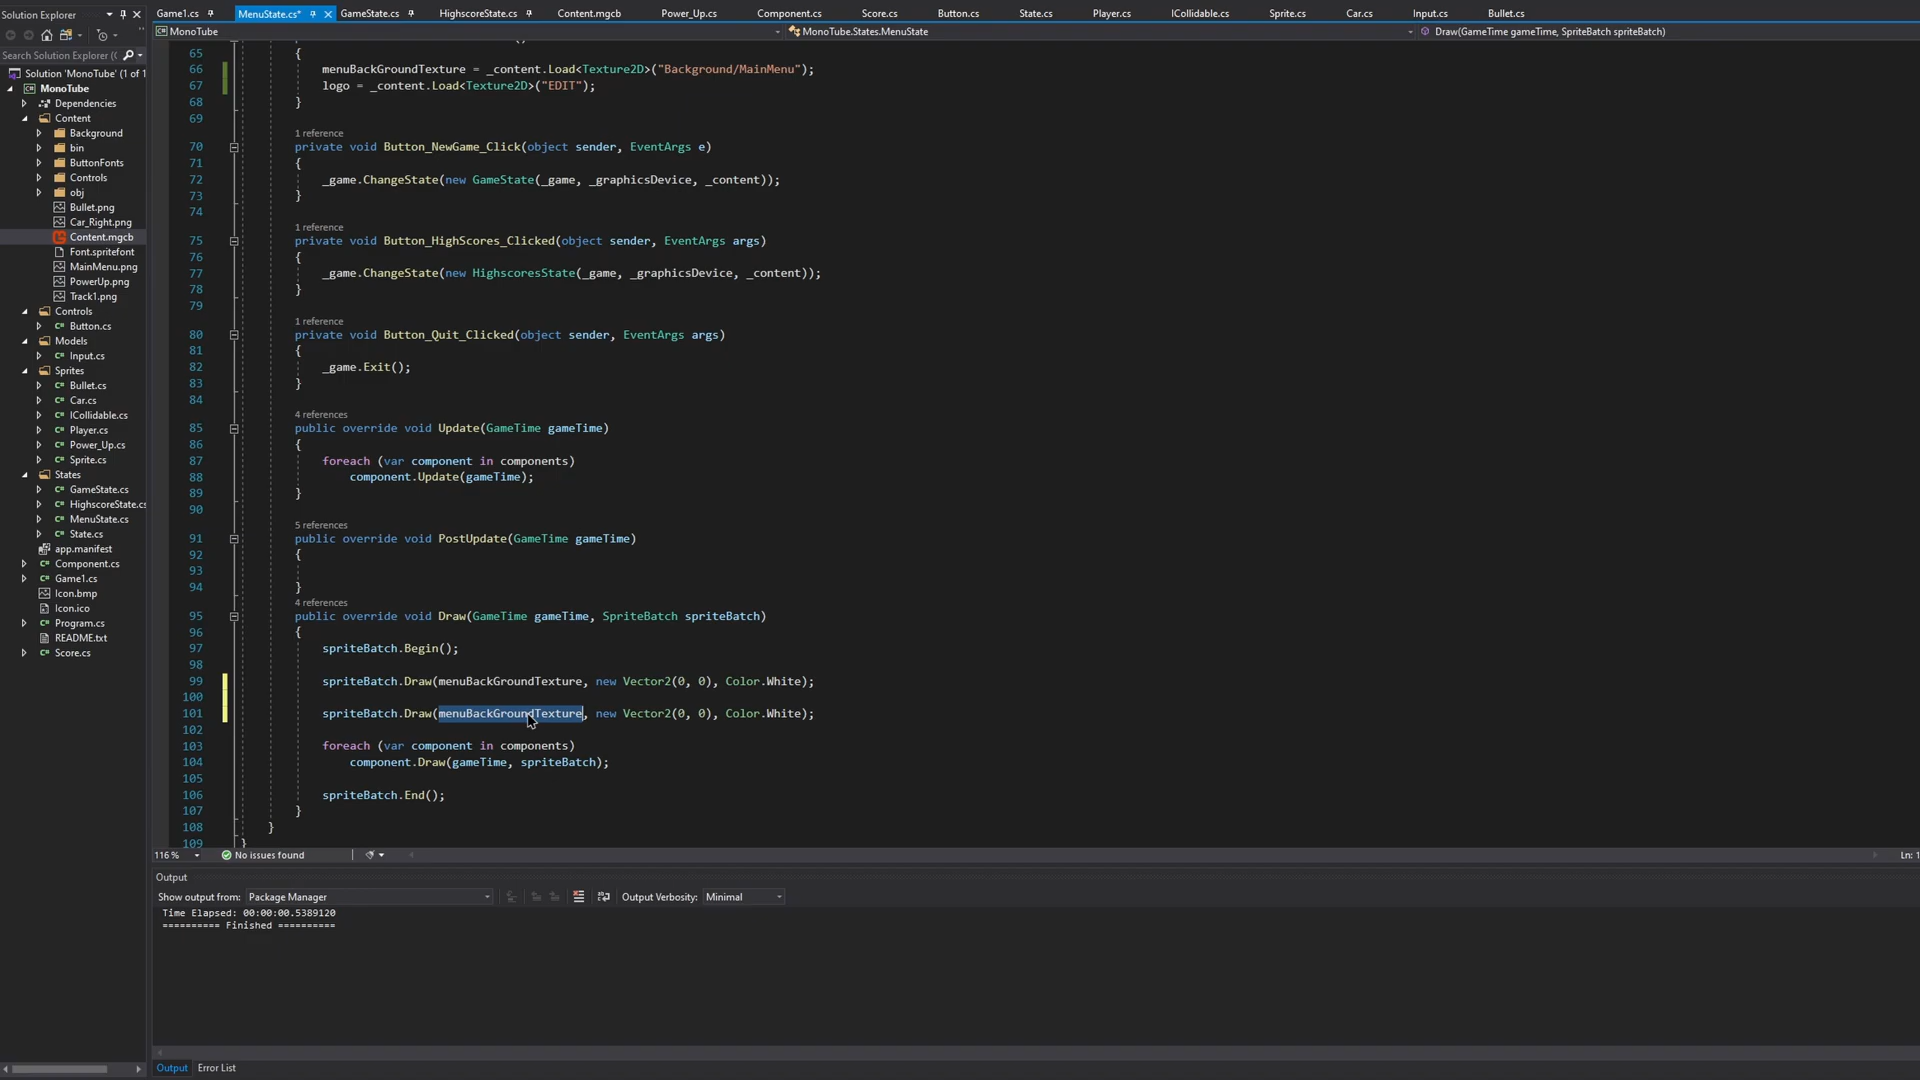 Solution Explorer
Game1.cs
MenuState.cs*
GameState.cs
HighscoreState.cs
Content.mgcb
Power_Up.cs
Component.cs
Score.cs
Button.cs
State.cs
Player.cs
ICollidable.cs
Sprite.cs
Car.cs
Input.cs
Bullet.cs
MonoTube
MonoTube.States.MenuState
Draw(GameTime gameTime, SpriteBatch spriteBatch)
Search Solution Explorer (
Solution 'MonoTube' (1 of 1
MonoTube
Dependencies
Content
Background
bin
ButtonFonts
Controls
obj
Bullet.png
Car_Right.png
Content.mgcb
Font.spritefont
MainMenu.png
PowerUp.png
Track1.png
Controls
Button.cs
Models
Input.cs
Sprites
Bullet.cs
Car.cs
ICollidable.cs
Player.cs
Power_Up.cs
Sprite.cs
States
GameState.cs
HighscoreState.cs
MenuState.cs
State.cs
app.manifest
Component.cs
Game1.cs
Icon.bmp
Icon.ico
Program.cs
README.txt
Score.cs
65 {
66 menuBackGroundTexture = _content.Load<Texture2D>("Background/MainMenu");
67 logo = _content.Load<Texture2D>("EDIT");
68 }
69
1 reference
70 private void Button_NewGame_Click(object sender, EventArgs e)
71 {
72 _game.ChangeState(new GameState(_game, _graphicsDevice, _content));
73 }
74
1 reference
75 private void Button_HighScores_Clicked(object sender, EventArgs args)
76 {
77 _game.ChangeState(new HighscoresState(_game, _graphicsDevice, _content));
78 }
79
1 reference
80 private void Button_Quit_Clicked(object sender, EventArgs args)
81 {
82 _game.Exit();
83 }
84
4 references
85 public override void Update(GameTime gameTime)
86 {
87 foreach (var component in components)
88 component.Update(gameTime);
89 }
90
5 references
91 public override void PostUpdate(GameTime gameTime)
92 {
93
94 }
4 references
95 public override void Draw(GameTime gameTime, SpriteBatch spriteBatch)
96 {
97 spriteBatch.Begin();
98
99 spriteBatch.Draw(menuBackGroundTexture, new Vector2(0, 0), Color.White);
100
101 spriteBatch.Draw(menuBackGroundTexture, new Vector2(0, 0), Color.White);
102
103 foreach (var component in components)
104 component.Draw(gameTime, spriteBatch);
105
106 spriteBatch.End();
107 }
108 }
109 }
116 % No issues found Ln: 1
Output
Show output from: Package Manager Output Verbosity: Minimal
Time Elapsed: 00:00:00.5389120
========== Finished ==========
Output Error List